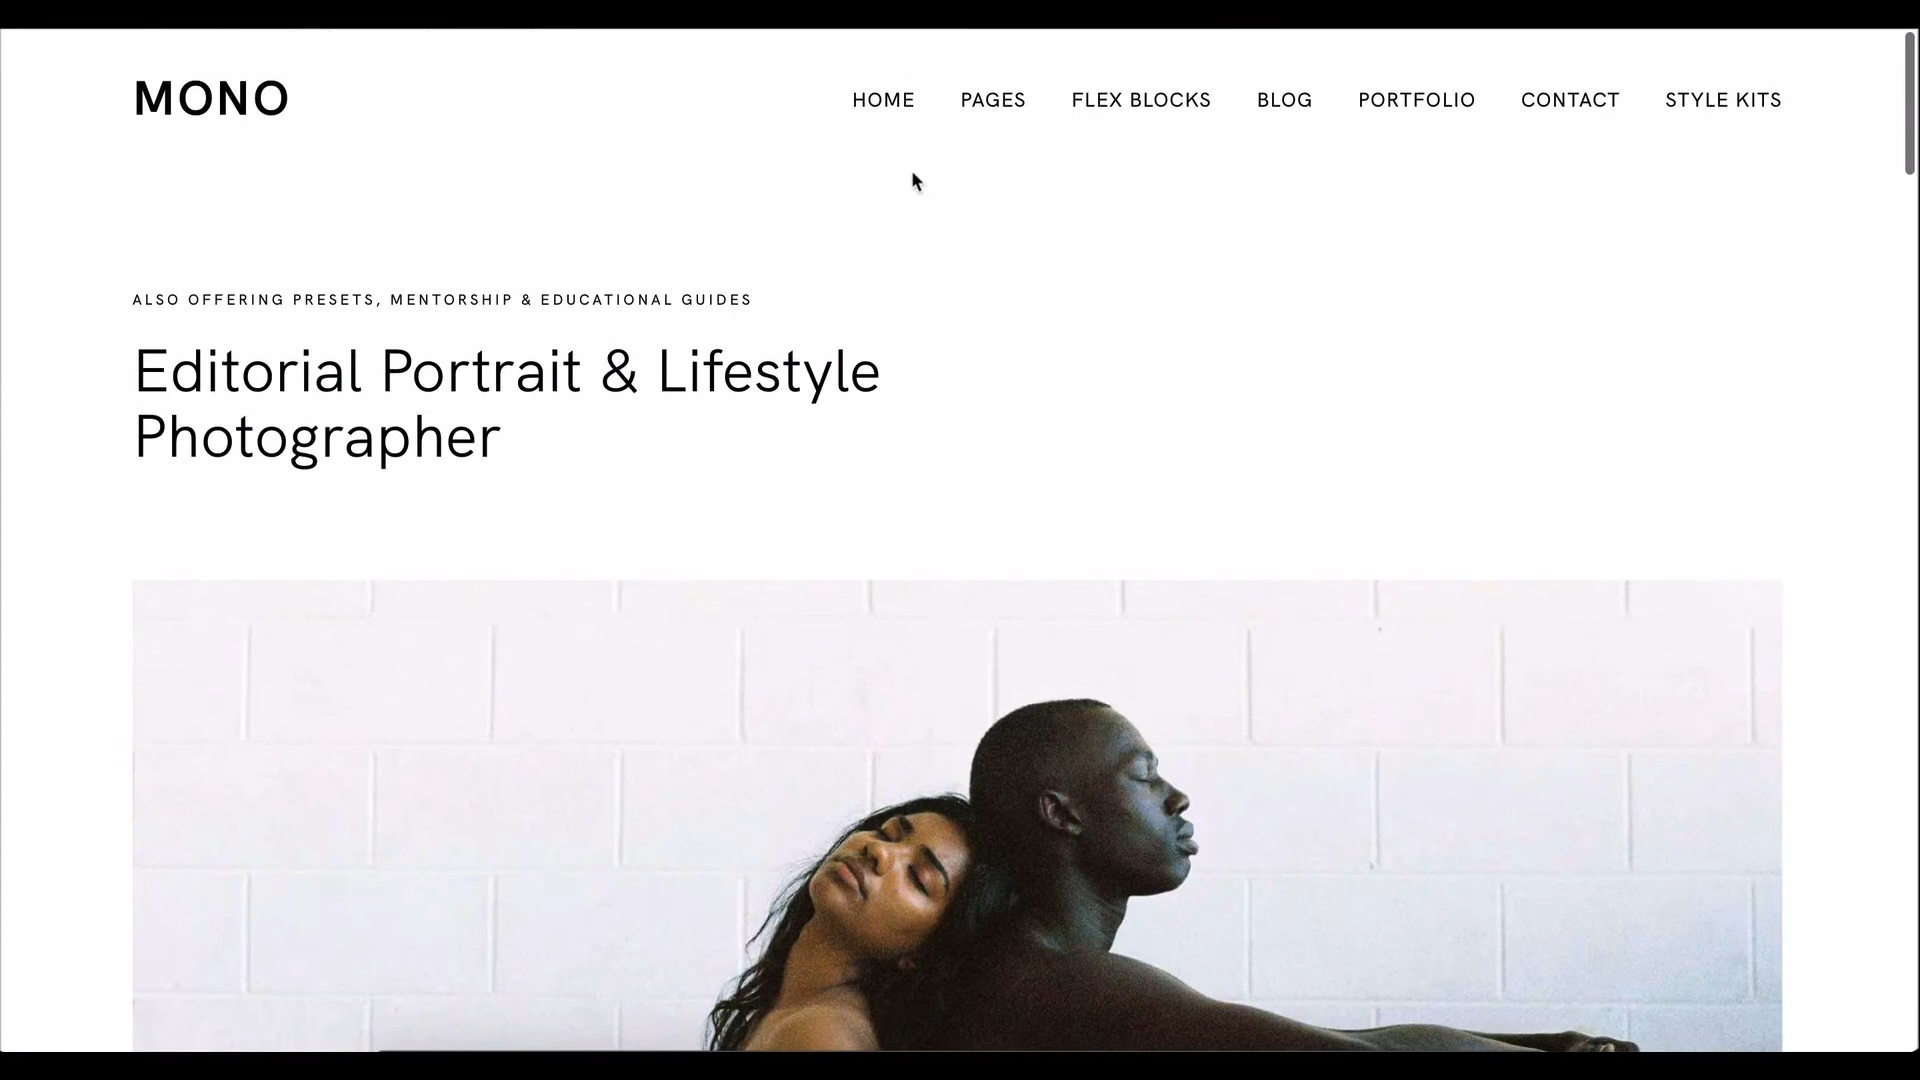 MONO
HOME PAGES FLEX BLOCKS BLOG PORTFOLIO CONTACT STYLE KITS
ALSO OFFERING PRESETS, MENTORSHIP & EDUCATIONAL GUIDES
Editorial Portrait & Lifestyle
Photographer